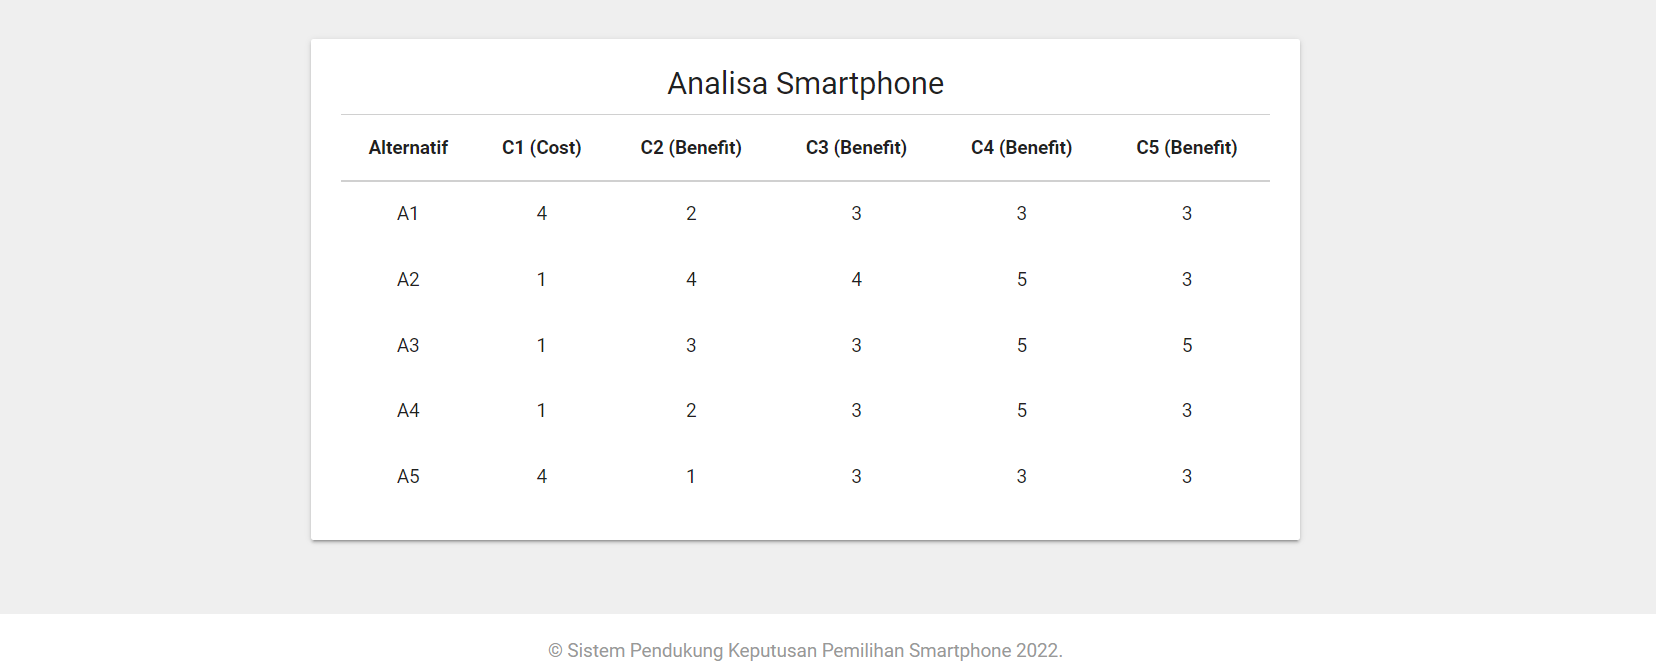 Analisa Smartphone
Alternatif C1 (Cost) C2 (Benefit) C3 (Benefit) C4 (Benefit) C5 (Benefit)
A1 4 2 3 3 3
A2 1 4 4 5 3
A3 1 3 3 5 5
A4 1 2 3 5 3
A5 4 1 3 3 3
© Sistem Pendukung Keputusan Pemilihan Smartphone 2022.